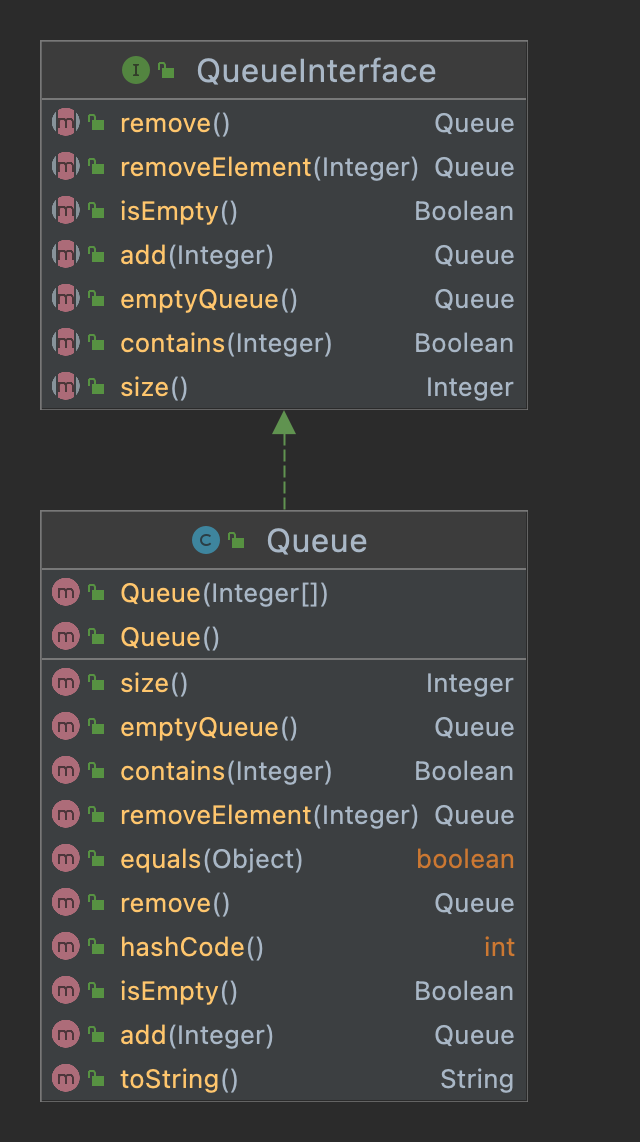 I QueueInterface
m remove() Queue
m removeElement(Integer) Queue
m isEmpty() Boolean
m add(Integer) Queue
m emptyQueue() Queue
m contains(Integer) Boolean
m size() Integer
C Queue
m Queue(Integer[])
m Queue()
m size() Integer
m emptyQueue() Queue
m contains(Integer) Boolean
m removeElement(Integer) Queue
m equals(Object) boolean
m remove() Queue
m hashCode() int
m isEmpty() Boolean
m add(Integer) Queue
m toString() String